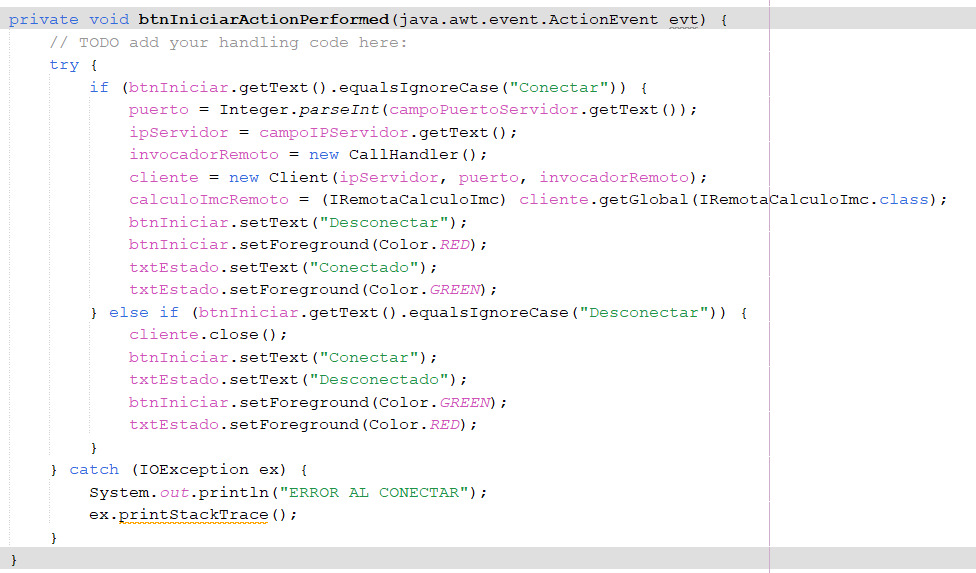 private void btnIniciarActionPerformed(java.awt.event.ActionEvent evt) {
    // TODO add your handling code here:
    try {
        if (btnIniciar.getText().equalsIgnoreCase("Conectar")) {
            puerto = Integer.parseInt(campoPuertoServidor.getText());
            ipServidor = campoIPServidor.getText();
            invocadorRemoto = new CallHandler();
            cliente = new Client(ipServidor, puerto, invocadorRemoto);
            calculoImcRemoto = (IRemotaCalculoImc) cliente.getGlobal(IRemotaCalculoImc.class);
            btnIniciar.setText("Desconectar");
            btnIniciar.setForeground(Color.RED);
            txtEstado.setText("Conectado");
            txtEstado.setForeground(Color.GREEN);
        } else if (btnIniciar.getText().equalsIgnoreCase("Desconectar")) {
            cliente.close();
            btnIniciar.setText("Conectar");
            txtEstado.setText("Desconectado");
            btnIniciar.setForeground(Color.GREEN);
            txtEstado.setForeground(Color.RED);
        }
    } catch (IOException ex) {
        System.out.println("ERROR AL CONECTAR");
        ex.printStackTrace();
    }
}